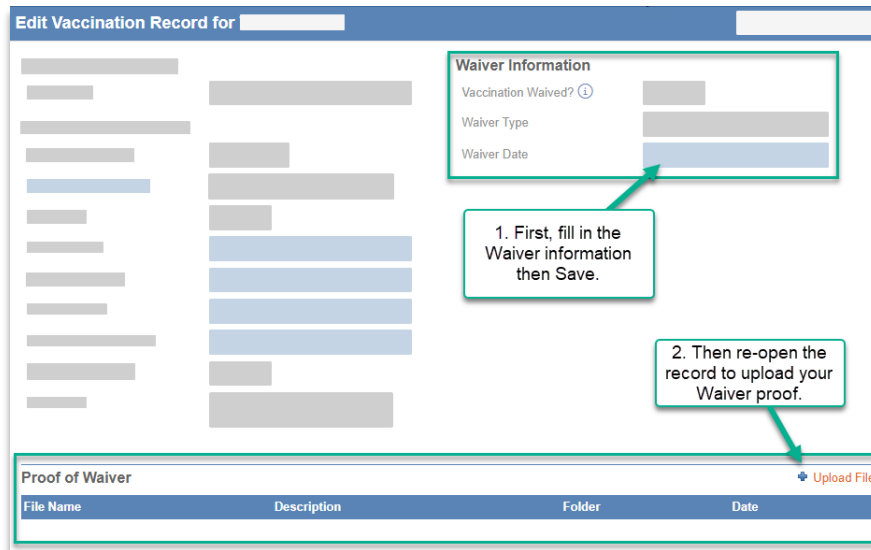 Edit Vaccination Record for
Waiver Information
Vaccination Waived?
Waiver Type
Waiver Date
1. First, fill in the
Waiver information
then Save.
2. Then re-open the
record to upload your
Waiver proof.
Proof of Waiver
Upload File
File Name Description Folder Date